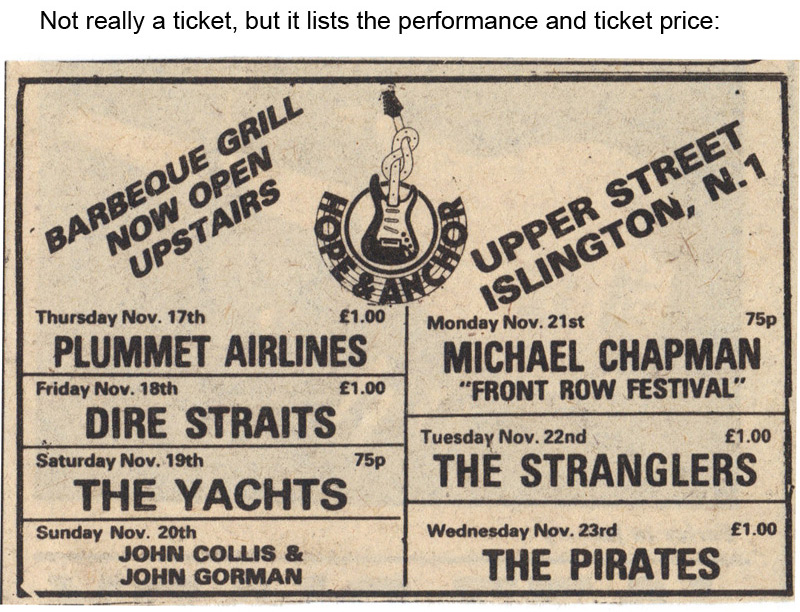 Not really a ticket, but it lists the performance and ticket price:
BARBEQUE GRILL
NOW OPEN
UPSTAIRS
HOPE & ANCHOR
UPPER STREET
ISLINGTON, N.1
Thursday Nov. 17th £1.00
PLUMMET AIRLINES
Friday Nov. 18th £1.00
DIRE STRAITS
Saturday Nov. 19th 75p
THE YACHTS
Sunday Nov. 20th
JOHN COLLIS &
JOHN GORMAN
Monday Nov. 21st 75p
MICHAEL CHAPMAN
"FRONT ROW FESTIVAL"
Tuesday Nov. 22nd £1.00
THE STRANGLERS
Wednesday Nov. 23rd £1.00
THE PIRATES